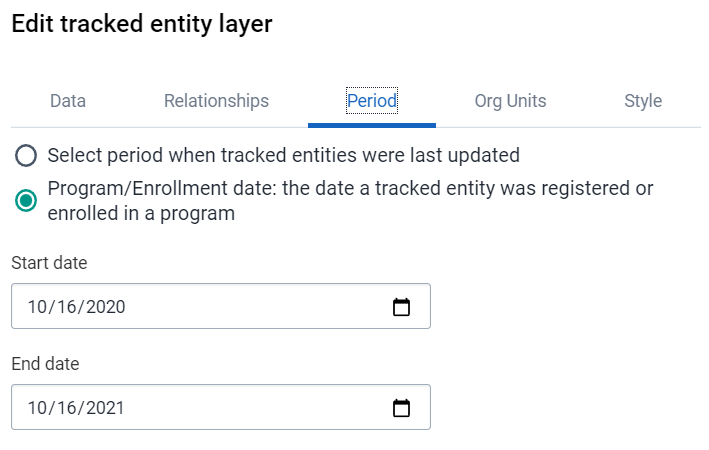 Edit tracked entity layer
Data Relationships Period Org Units Style
Select period when tracked entities were last updated
Program/Enrollment date: the date a tracked entity was registered or
enrolled in a program
Start date
10/16/2020
End date
10/16/2021